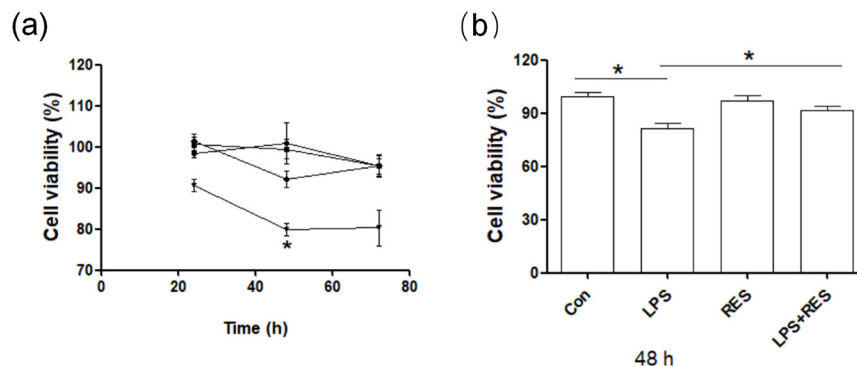 (a)
120
110
100
90
80
70
*
0
20
40
60
80
Cell viability (%)
Time (h)
(b)
120
90
60
30
0
Cell viability (%)
*
*
Con
LPS
RES
LPS+RES
48 h